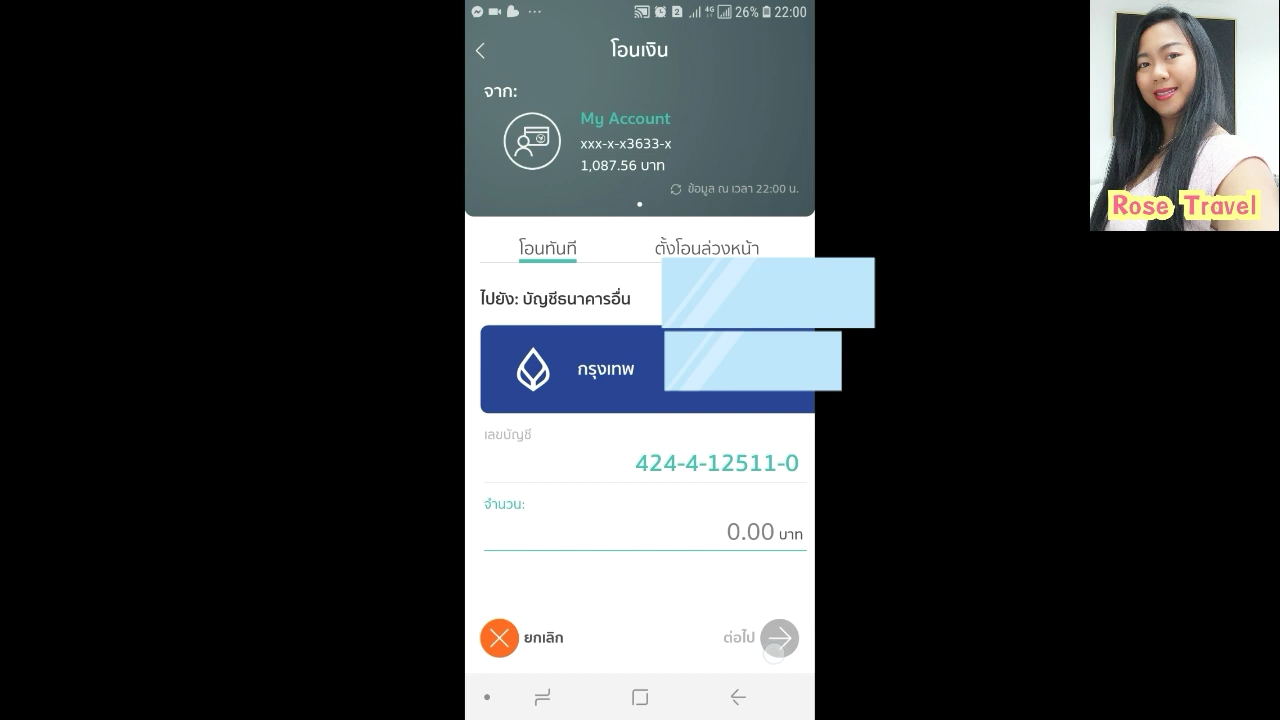 26% 22:00
โอนเงิน
จาก:
My Account
xxx-x-x3633-x
1,087.56 บาท
ข้อมูล ณ เวลา 22:00 น.
โอนทันที ตั้งโอนล่วงหน้า
ไปยัง: บัญชีธนาคารอื่น
กรุงเทพ
เลขบัญชี
424-4-12511-0
จำนวน:
0.00 บาท
ยกเลิก ต่อไป
Rose Travel